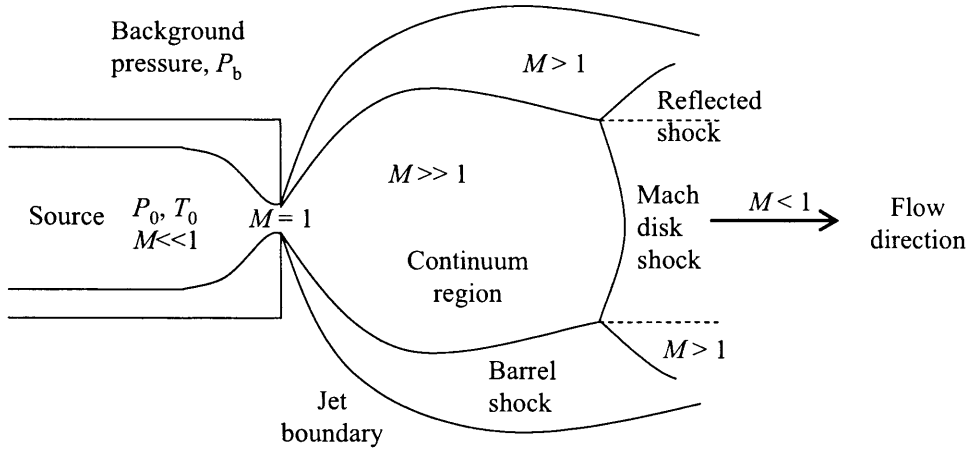 Background
pressure, P_b
M > 1
Reflected
shock
M >> 1
Source
P_0, T_0
M<<1
M = 1
Mach
disk
shock
M < 1
Flow
direction
Continuum
region
M > 1
Barrel
shock
Jet
boundary